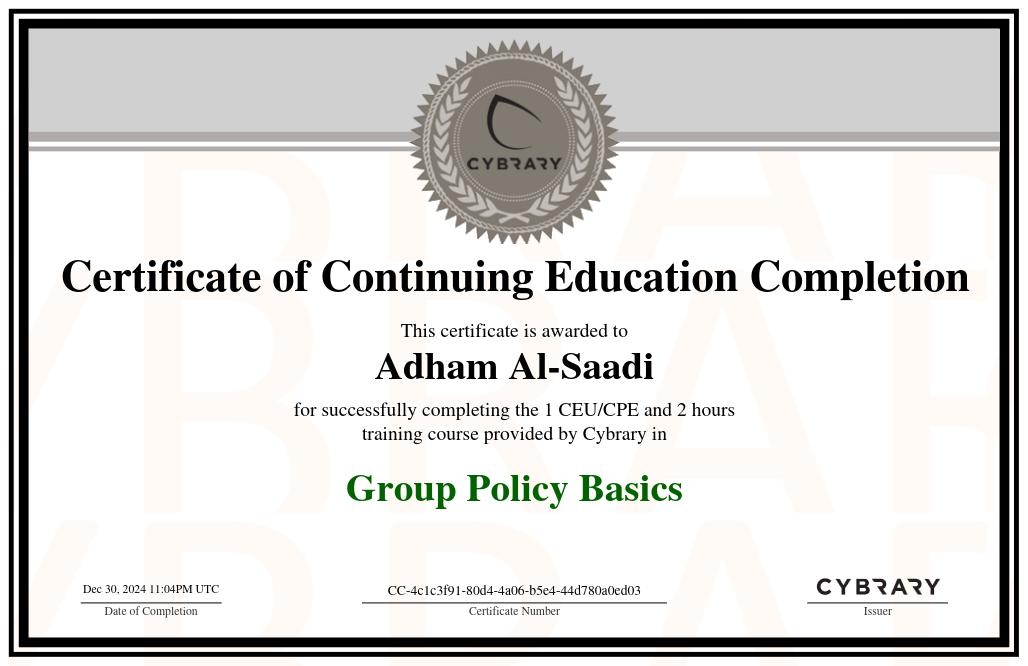 CYBRARY
Certificate of Continuing Education Completion
This certificate is awarded to
Adham Al-Saadi
for successfully completing the 1 CEU/CPE and 2 hours
training course provided by Cybrary in
Group Policy Basics
Dec 30, 2024 11:04PM UTC
Date of Completion
CC-4c1c3f91-80d4-4a06-b5e4-44d780a0ed03
Certificate Number
CYBRARY
Issuer